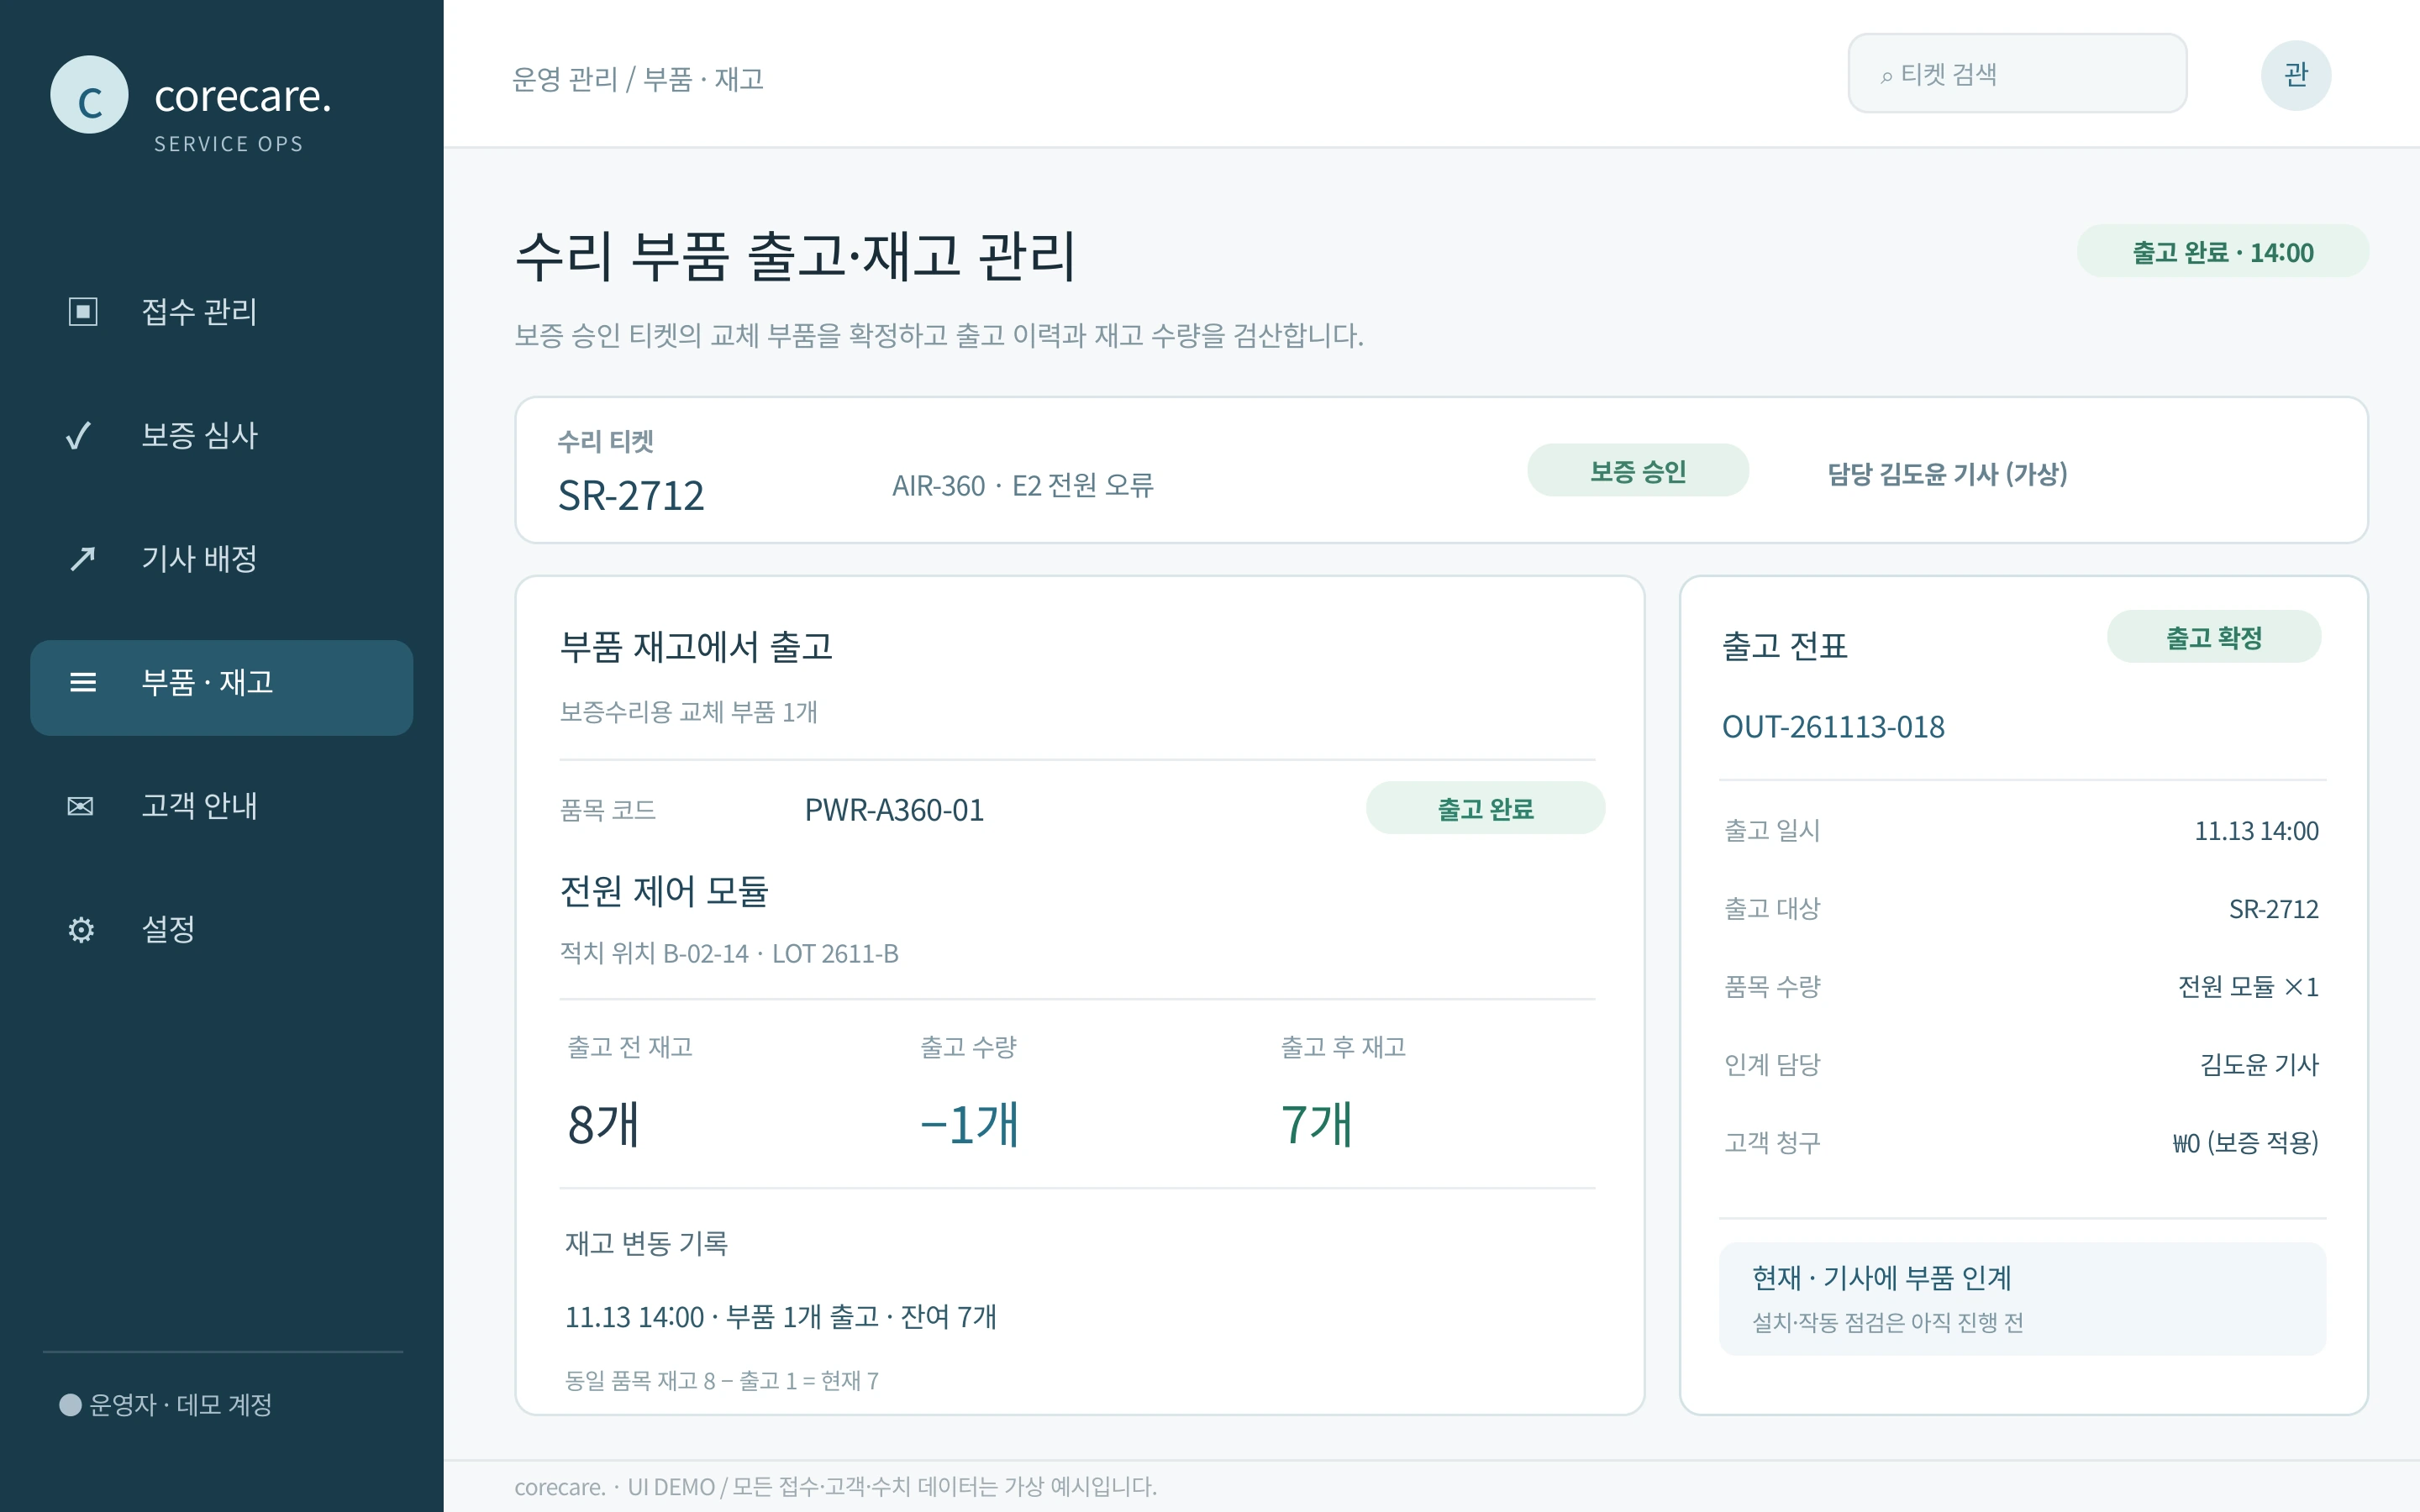 c
corecare.
SERVICE OPS
접수 관리
보증 심사
기사 배정
부품 · 재고
고객 안내
설정
운영자 · 데모 계정
운영 관리 / 부품 · 재고
티켓 검색
관
수리 부품 출고·재고 관리
출고 완료 · 14:00
보증 승인 티켓의 교체 부품을 확정하고 출고 이력과 재고 수량을 검산합니다.
수리 티켓
SR-2712
AIR-360 · E2 전원 오류
보증 승인
담당 김도윤 기사 (가상)
부품 재고에서 출고
보증수리용 교체 부품 1개
품목 코드
PWR-A360-01
출고 완료
전원 제어 모듈
적치 위치 B-02-14 · LOT 2611-B
출고 전 재고
출고 수량
출고 후 재고
8개
−1개
7개
재고 변동 기록
11.13 14:00 · 부품 1개 출고 · 잔여 7개
동일 품목 재고 8 − 출고 1 = 현재 7
출고 전표
출고 확정
OUT-261113-018
출고 일시
11.13 14:00
출고 대상
SR-2712
품목 수량
전원 모듈 ×1
인계 담당
김도윤 기사
고객 청구
₩0 (보증 적용)
현재 · 기사에 부품 인계
설치·작동 점검은 아직 진행 전
corecare. · UI DEMO / 모든 접수·고객·수치 데이터는 가상 예시입니다.